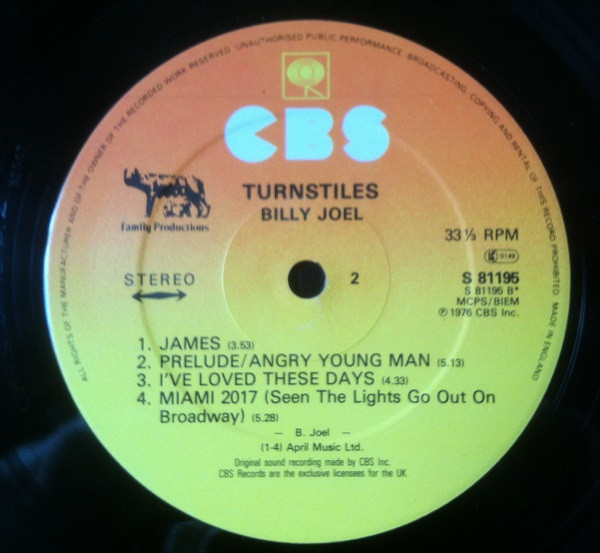 ALL RIGHTS OF THE MANUFACTURER AND OF THE OWNER OF THE RECORDED WORK RESERVED. UNAUTHORISED PUBLIC PERFORMANCE, BROADCASTING, COPYING AND RENTAL OF THIS RECORD PROHIBITED. MADE IN ENGLAND
CBS
TURNSTILES
BILLY JOEL
Family Productions
33⅓ RPM
LC 0149
STEREO
2
S 81195
S 81195 B*
MCPS/BIEM
℗ 1976 CBS Inc.
1. JAMES (3.53)
2. PRELUDE/ANGRY YOUNG MAN (5.13)
3. I'VE LOVED THESE DAYS (4.33)
4. MIAMI 2017 (Seen The Lights Go Out On
Broadway) (5.28)
— B. Joel —
(1-4) April Music Ltd.
Original sound recording made by CBS Inc.
CBS Records are the exclusive licensees for the UK.